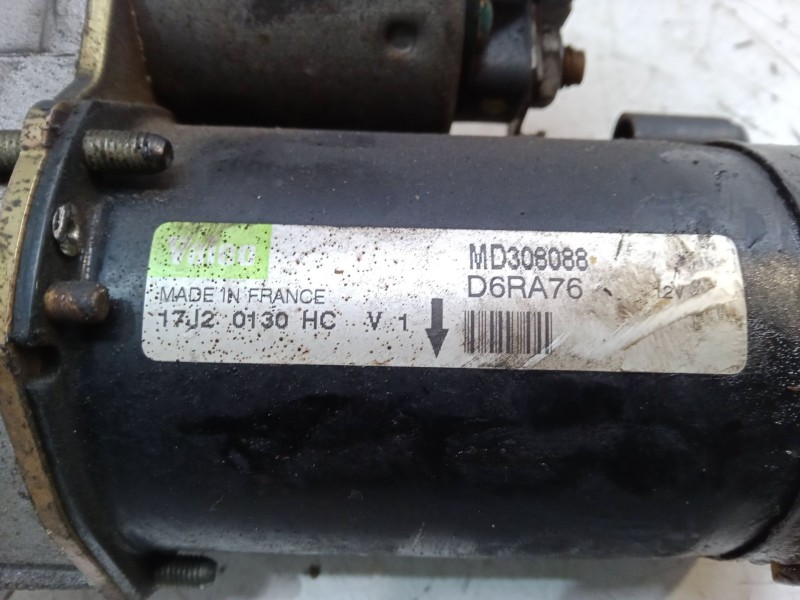 Valeo
MD308088
MADE IN FRANCE
D6RA76 12V
17J2 0130 HC V 1